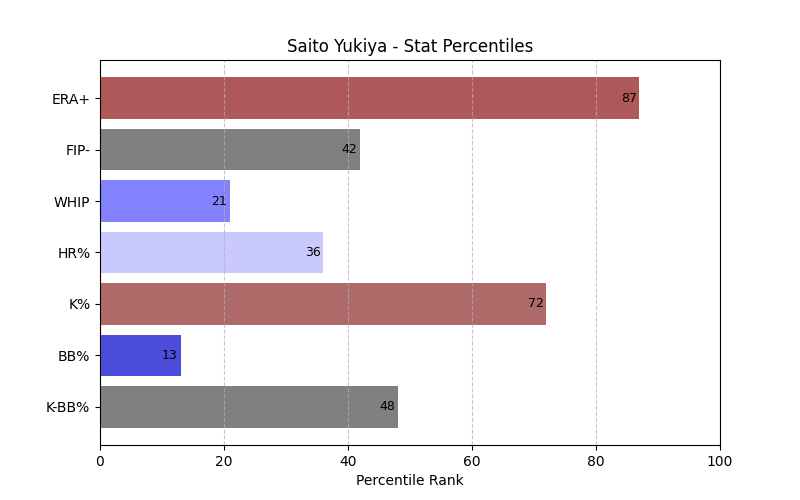 Saito Yukiya - Stat Percentiles
ERA+ 87
FIP- 42
WHIP 21
HR% 36
K% 72
BB% 13
K-BB% 48
0 20 40 60 80 100
Percentile Rank